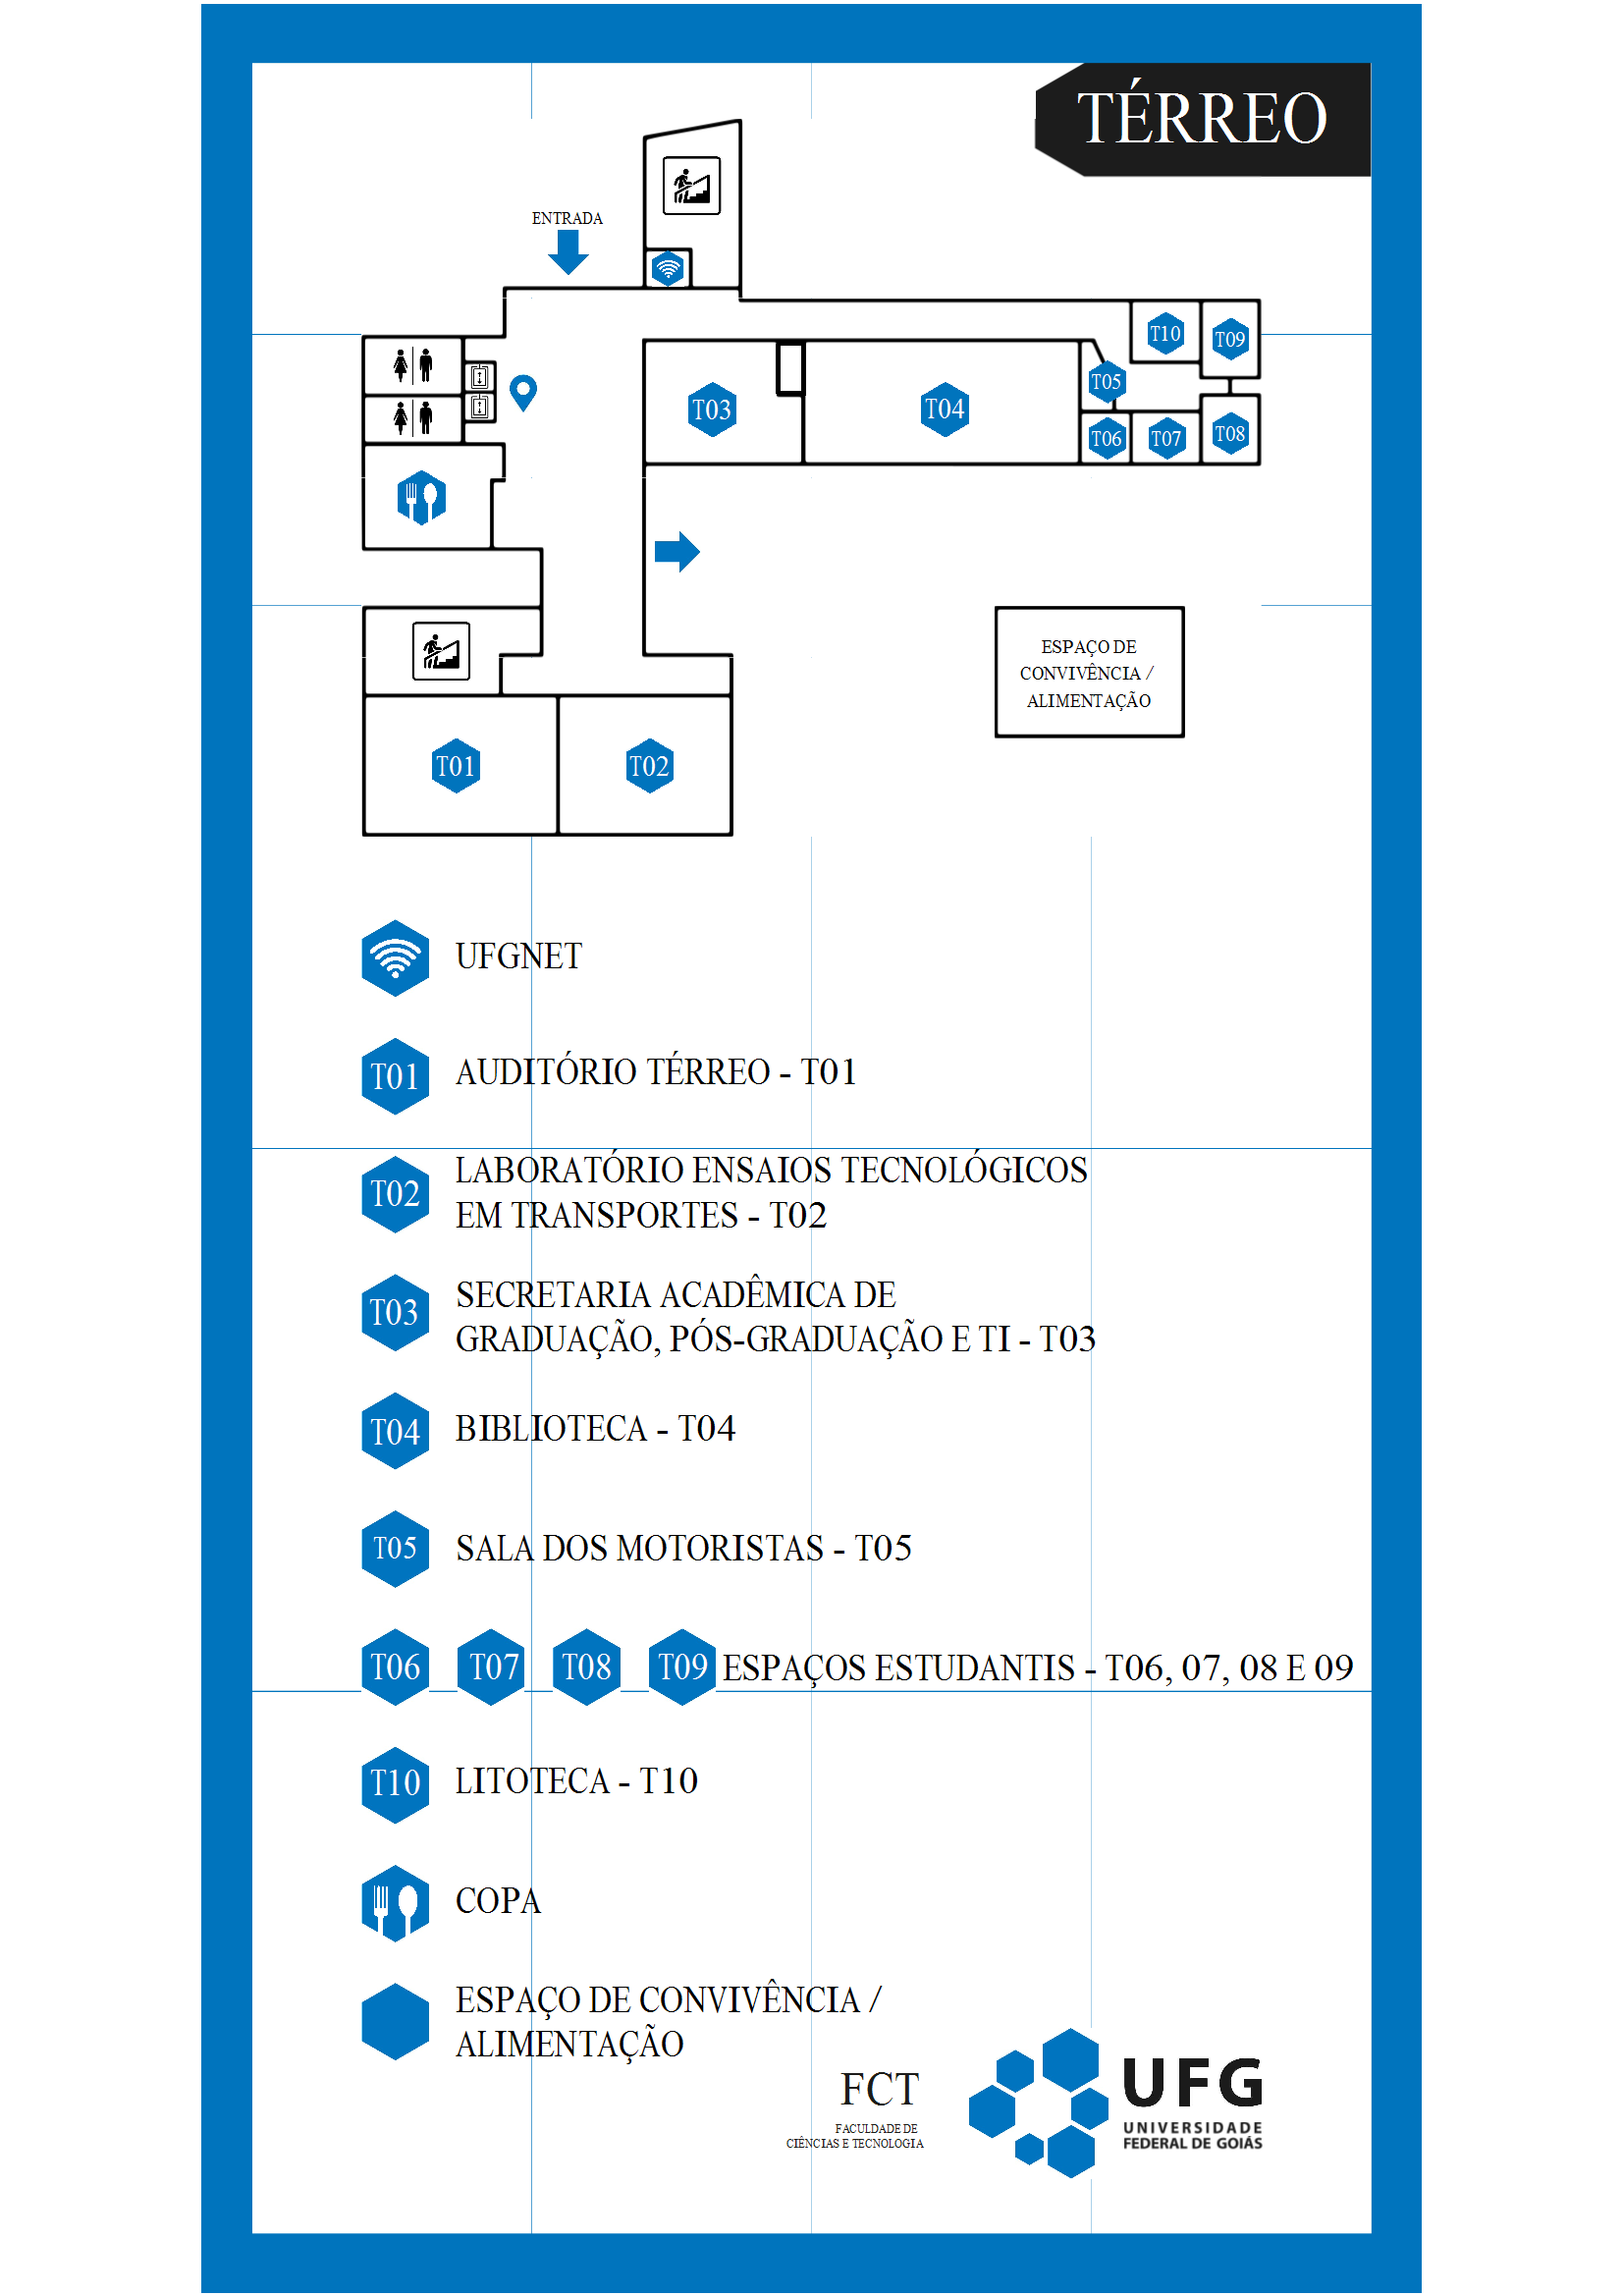 TÉRREO
ENTRADA
T10
T09
T05
T03
T04
T06
T07
T08
ESPAÇO DE
CONVIVÊNCIA /
ALIMENTAÇÃO
T01
T02
UFGNET
T01
AUDITÓRIO TÉRREO - T01
T02
LABORATÓRIO ENSAIOS TECNOLÓGICOS
EM TRANSPORTES - T02
T03
SECRETARIA ACADÊMICA DE
GRADUAÇÃO, PÓS-GRADUAÇÃO E TI - T03
T04
BIBLIOTECA - T04
T05
SALA DOS MOTORISTAS - T05
T06 T07 T08 T09 ESPAÇOS ESTUDANTIS - T06, 07, 08 E 09
T10
LITOTECA - T10
COPA
ESPAÇO DE CONVIVÊNCIA /
ALIMENTAÇÃO
FCT
FACULDADE DE
CIÊNCIAS E TECNOLOGIA
UFG
UNIVERSIDADE
FEDERAL DE GOIÁS